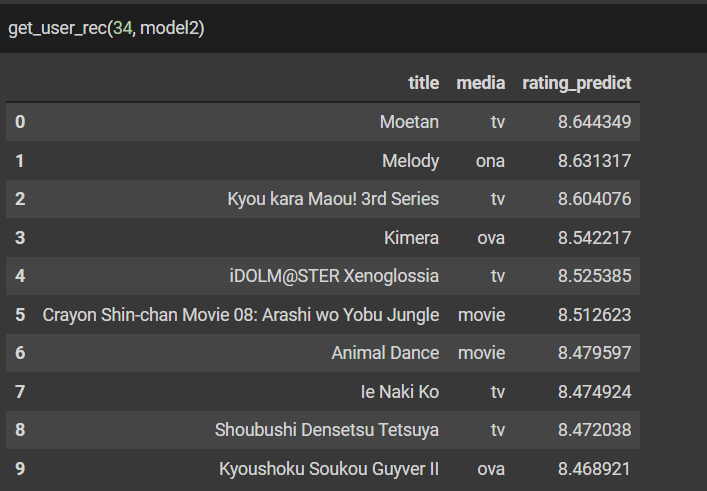 get_user_rec(34, model2)
title media rating_predict
0 Moetan tv 8.644349
1 Melody ona 8.631317
2 Kyou kara Maou! 3rd Series tv 8.604076
3 Kimera ova 8.542217
4 iDOLM@STER Xenoglossia tv 8.525385
5 Crayon Shin-chan Movie 08: Arashi wo Yobu Jungle movie 8.512623
6 Animal Dance movie 8.479597
7 Ie Naki Ko tv 8.474924
8 Shoubushi Densetsu Tetsuya tv 8.472038
9 Kyoushoku Soukou Guyver II ova 8.468921